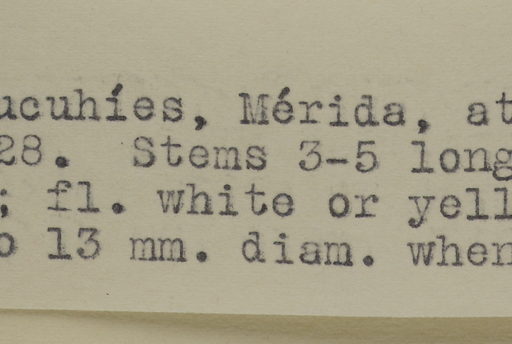 ucuhíes, Mérida, at
28. Stems 3-5 long
; fl. white or yell
o 13 mm. diam. when